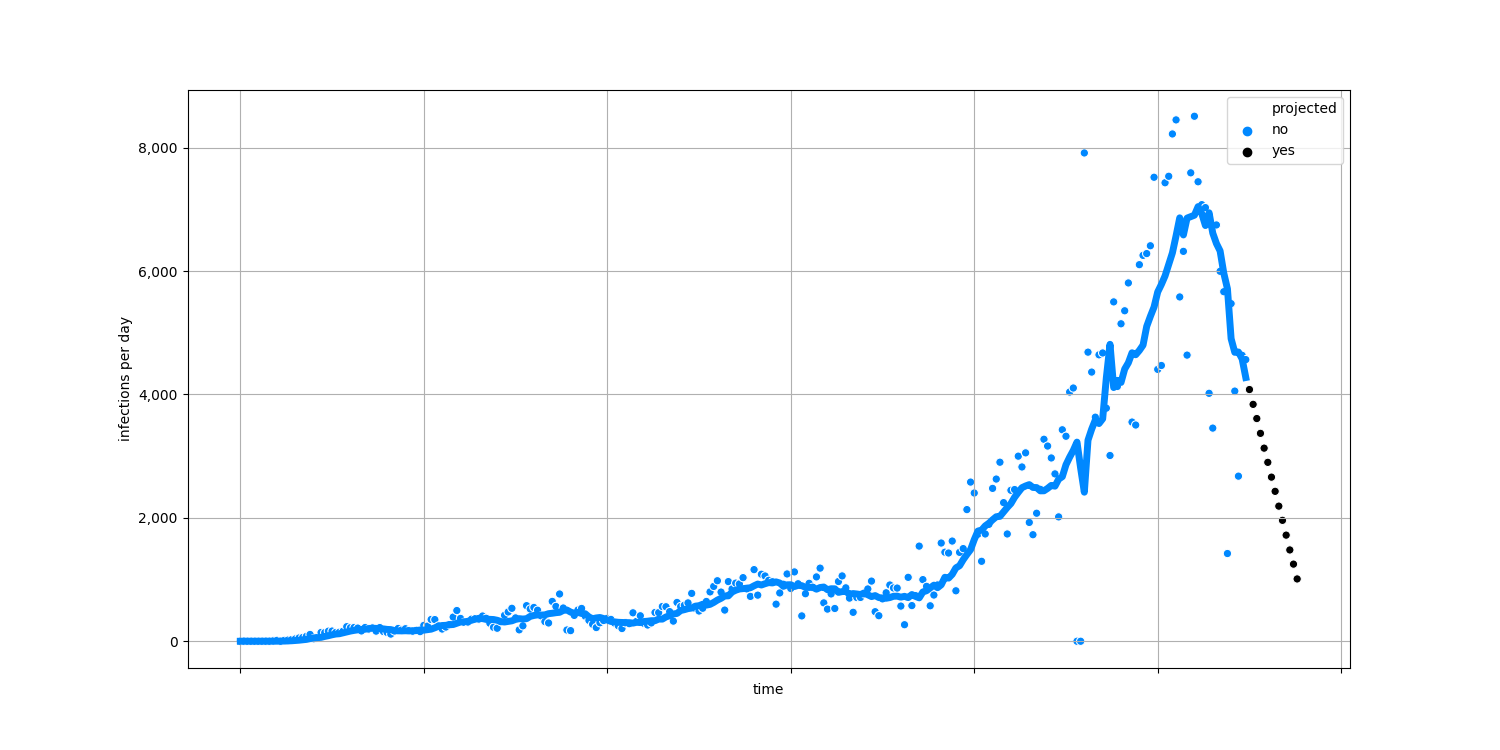 projected
no
yes
8,000
6,000
4,000
2,000
0
infections per day
time